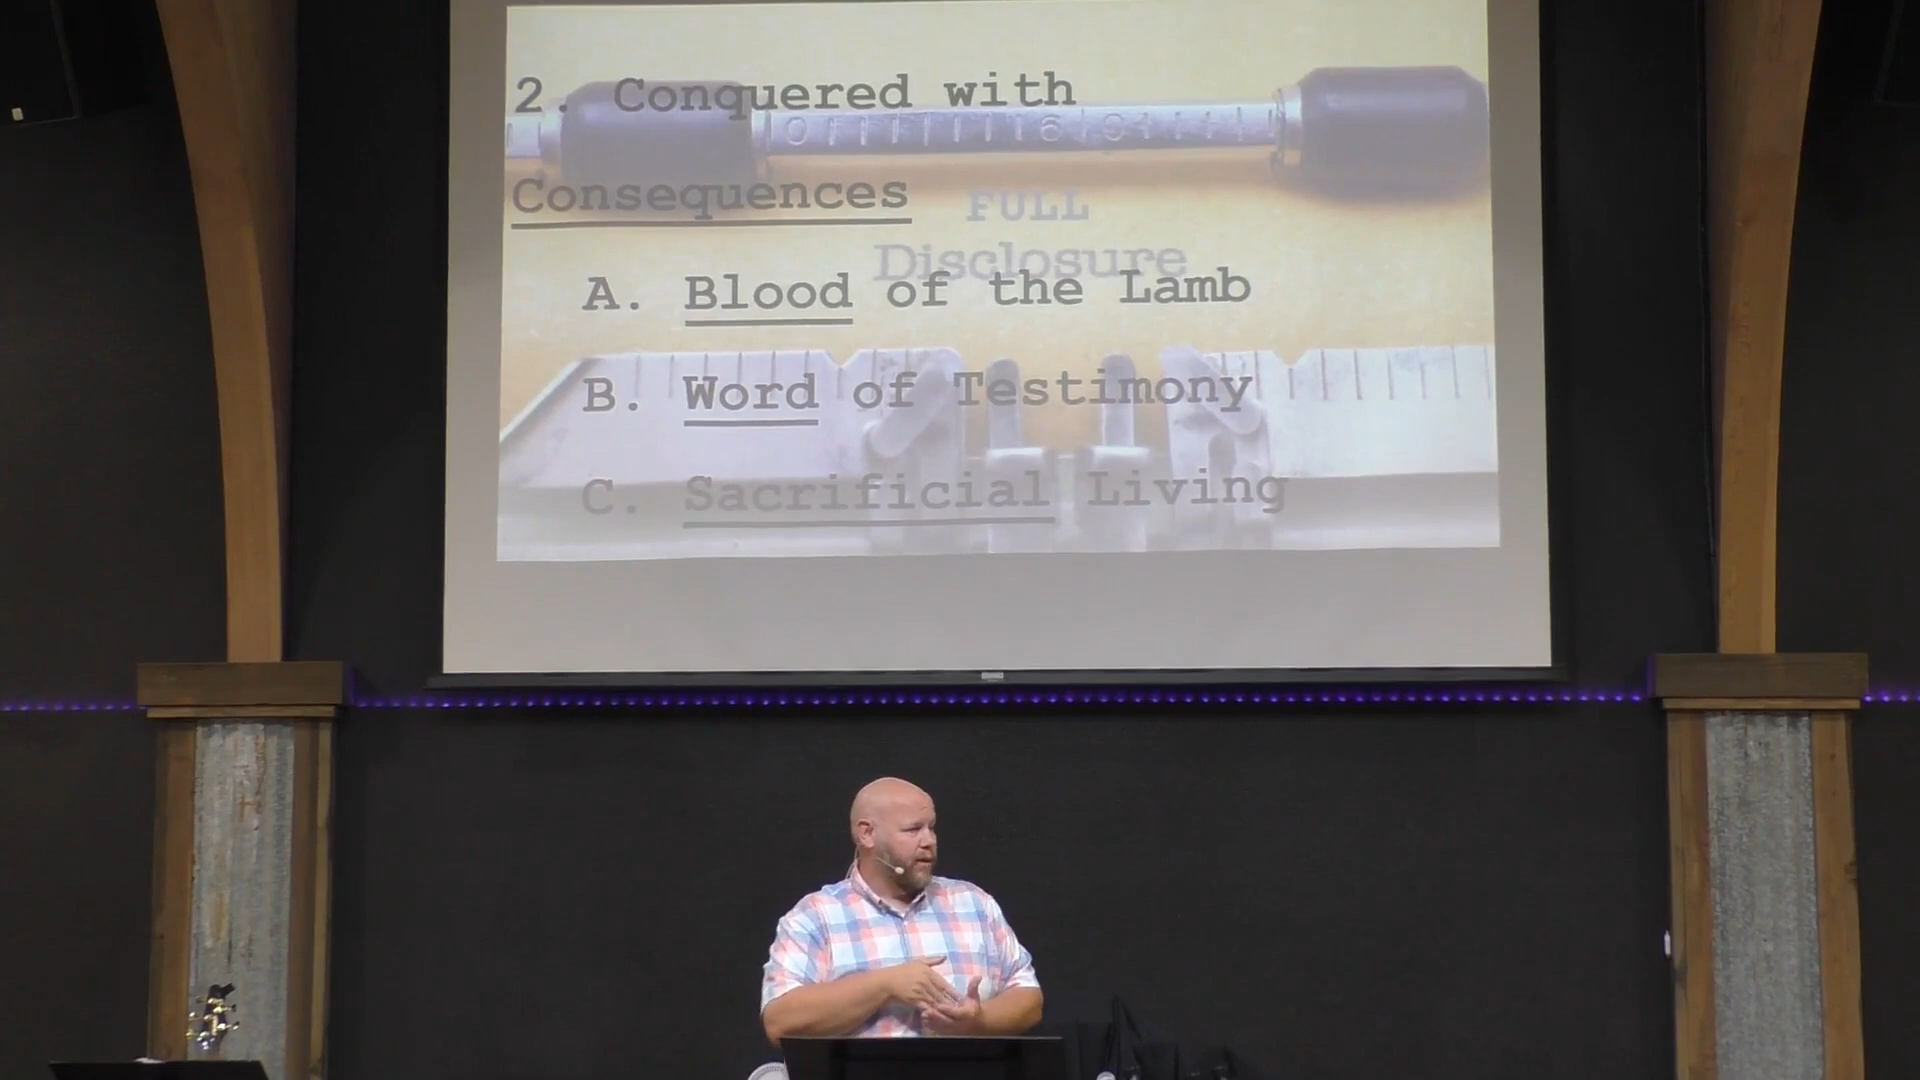 2. Conquered with
Consequences
FULL
Disclosure
A. Blood of the Lamb
B. Word of Testimony
C. Sacrificial Living